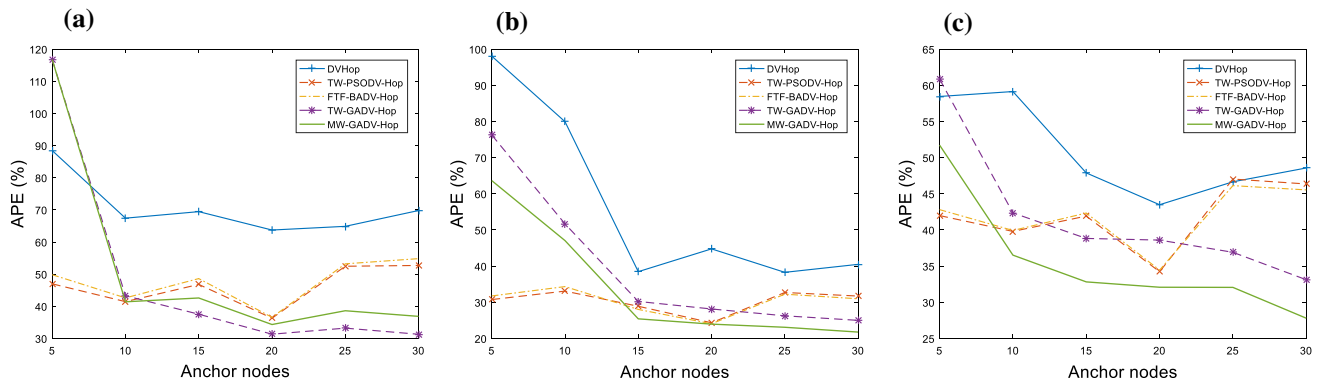 (a)
120
110
100
90
80
70
60
50
40
30
APE (%)
5 10 15 20 25 30
Anchor nodes
DVHop
TW-PSODV-Hop
FTF-BADV-Hop
TW-GADV-Hop
MW-GADV-Hop
(b)
100
90
80
70
60
50
40
30
20
APE (%)
5 10 15 20 25 30
Anchor nodes
DVHop
TW-PSODV-Hop
FTF-BADV-Hop
TW-GADV-Hop
MW-GADV-Hop
(c)
65
60
55
50
45
40
35
30
25
APE (%)
5 10 15 20 25 30
Anchor nodes
DVHop
TW-PSODV-Hop
FTF-BADV-Hop
TW-GADV-Hop
MW-GADV-Hop